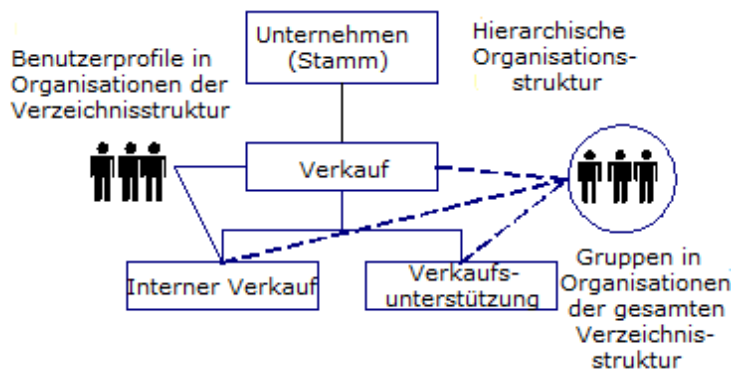 Benutzerprofile in
Organisationen der
Verzeichnisstruktur
Unternehmen
(Stamm)
Hierarchische
Organisations-
struktur
Verkauf
Interner Verkauf
Verkaufs-
unterstützung
Gruppen in
Organisationen
der gesamten
Verzeichnis-
struktur